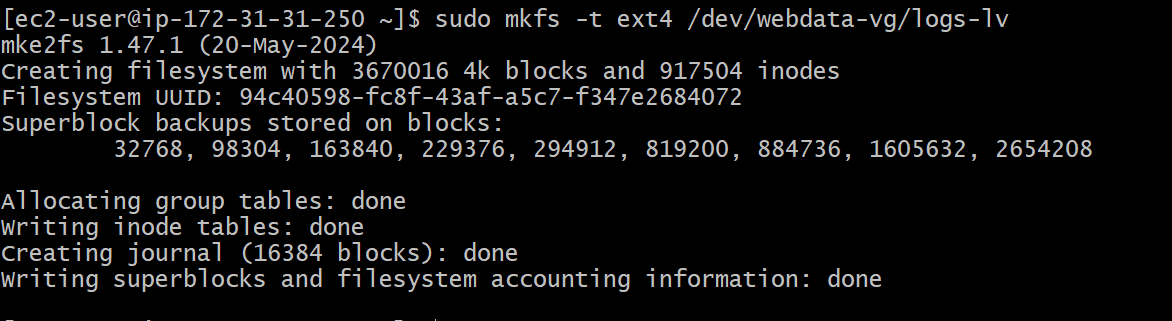 [ec2-user@ip-172-31-31-250 ~]$ sudo mkfs -t ext4 /dev/webdata-vg/logs-lv
mke2fs 1.47.1 (20-May-2024)
Creating filesystem with 3670016 4k blocks and 917504 inodes
Filesystem UUID: 94c40598-fc8f-43af-a5c7-f347e2684072
Superblock backups stored on blocks:
32768, 98304, 163840, 229376, 294912, 819200, 884736, 1605632, 2654208
Allocating group tables: done
Writing inode tables: done
Creating journal (16384 blocks): done
Writing superblocks and filesystem accounting information: done